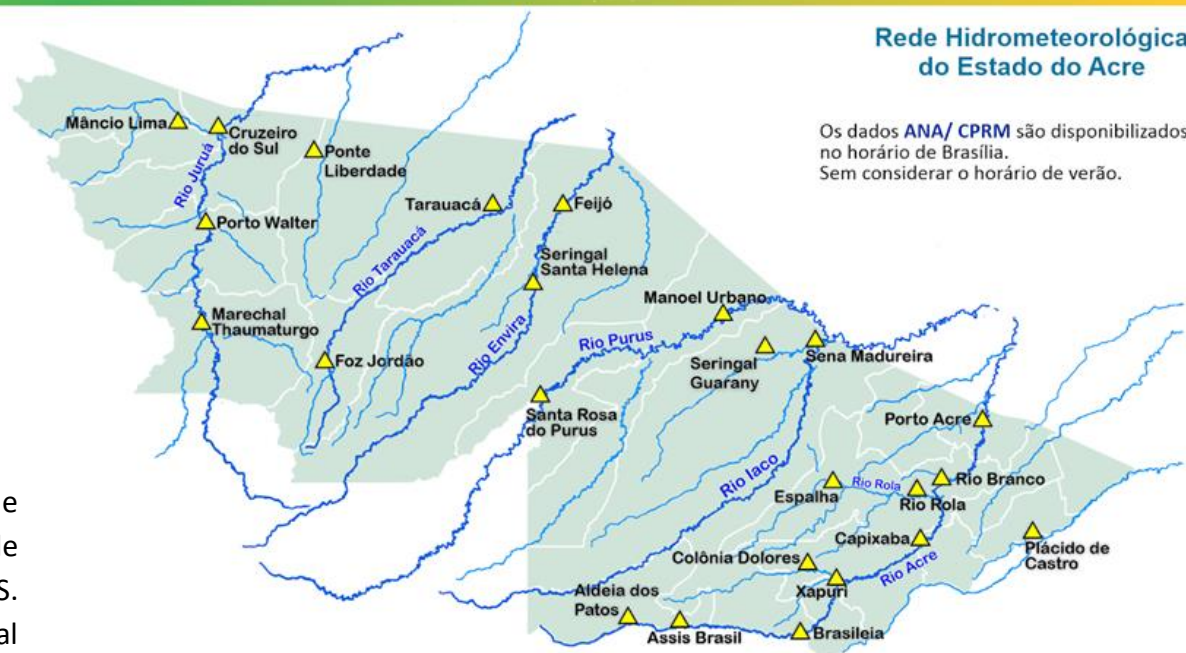 Rede Hidrometeorológica
do Estado do Acre
Os dados ANA/ CPRM são disponibilizados
no horário de Brasília.
Sem considerar o horário de verão.
Mâncio Lima
Cruzeiro
do Sul
Ponte
Liberdade
Rio Juruá
Porto Walter
Tarauacá
Feijó
Rio Tarauacá
Seringal
Santa Helena
Marechal
Thaumaturgo
Foz Jordão
Rio Envira
Manoel Urbano
Rio Purus
Seringal
Guarany
Sena Madureira
Santa Rosa
do Purus
Porto Acre
Rio Iaco
Espalha
Rio Rola
Rio Rola
Rio Branco
Capixaba
Plácido de
Castro
Colônia Dolores
Rio Acre
Xapuri
Aldeia dos
Patos
Assis Brasil
Brasileia
e
S.
al